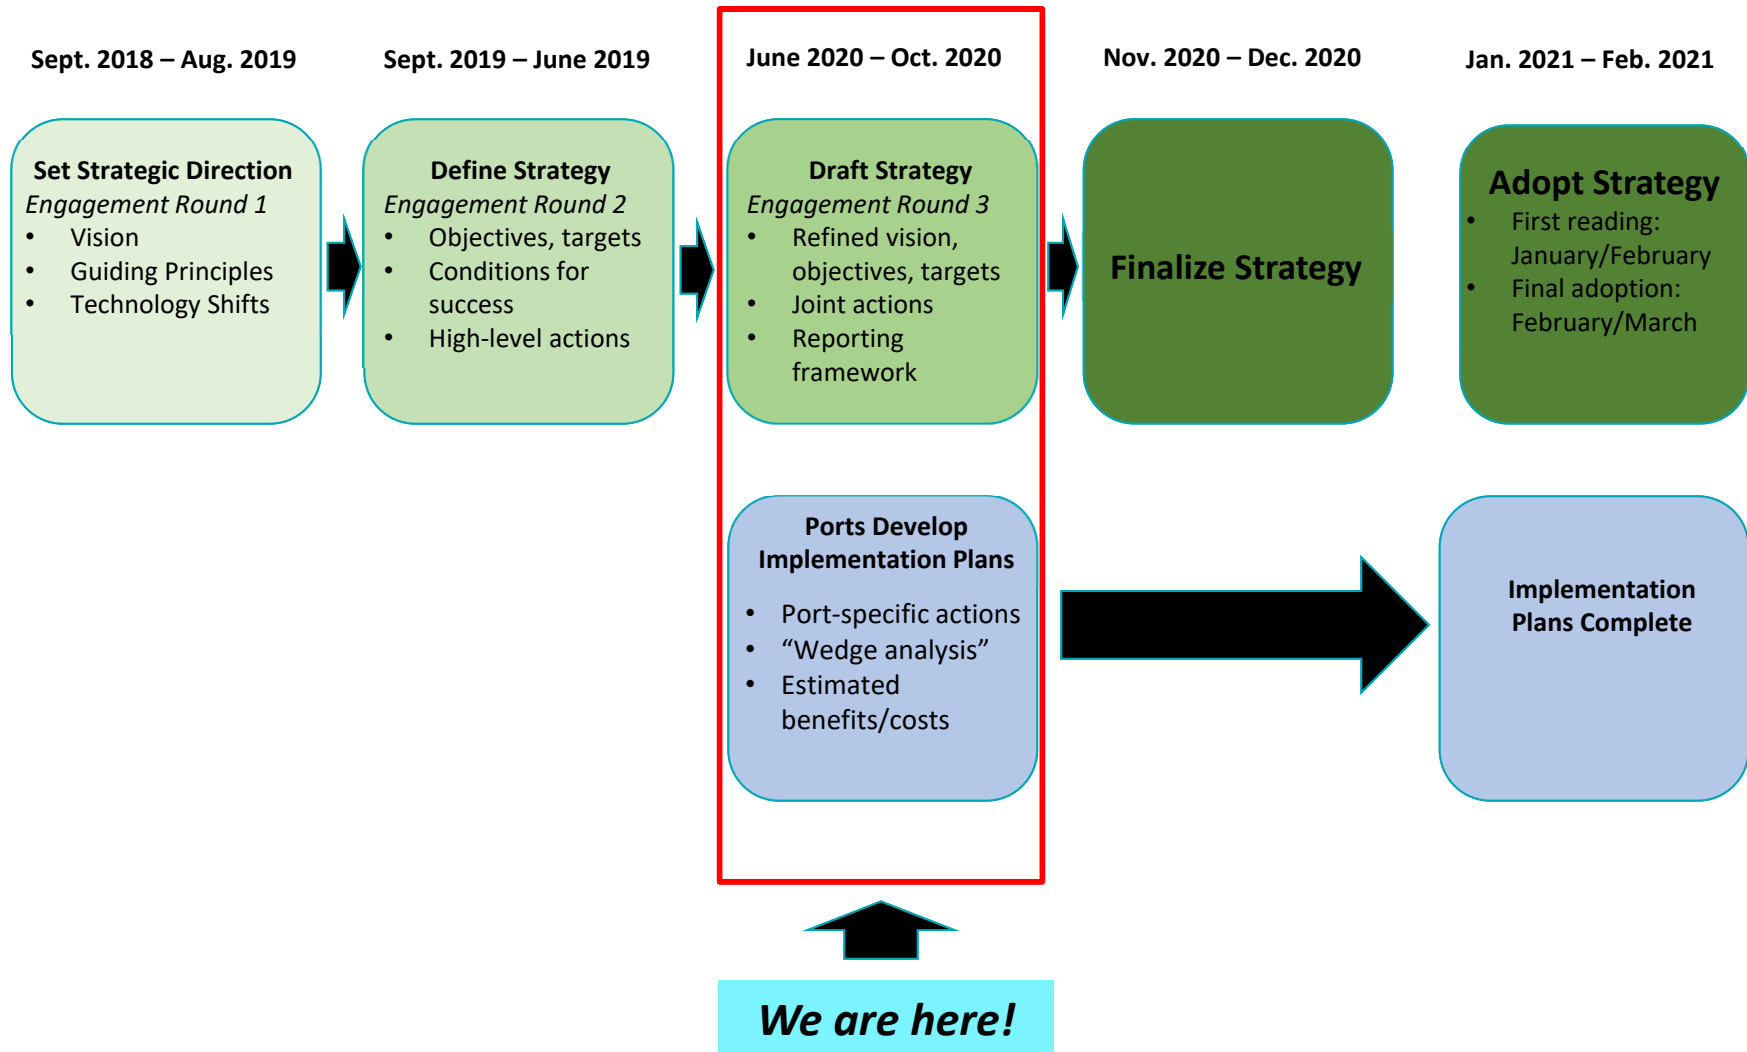 Sept. 2018 – Aug. 2019
Sept. 2019 – June 2019
June 2020 – Oct. 2020
Nov. 2020 – Dec. 2020
Jan. 2021 – Feb. 2021
Set Strategic Direction
Engagement Round 1
• Vision
• Guiding Principles
• Technology Shifts
Define Strategy
Engagement Round 2
• Objectives, targets
• Conditions for
success
• High-level actions
Draft Strategy
Engagement Round 3
• Refined vision,
objectives, targets
• Joint actions
• Reporting
framework
Finalize Strategy
Adopt Strategy
• First reading:
January/February
• Final adoption:
February/March
Ports Develop
Implementation Plans
• Port-specific actions
• “Wedge analysis”
• Estimated
benefits/costs
Implementation
Plans Complete
We are here!